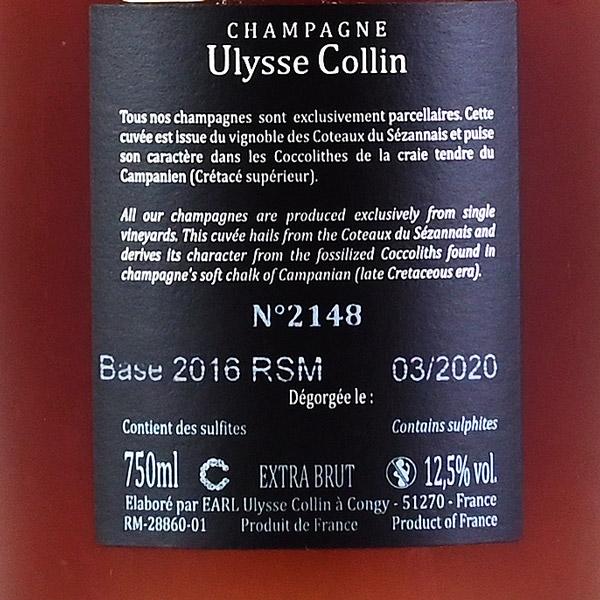 CHAMPAGNE
Ulysse Collin
Tous nos champagnes sont exclusivement parcellaires. Cette
cuvée est issue du vignoble des Coteaux du Sézannais et puise
son caractère dans les Coccolithes de la craie tendre du
Campanien (Crétacé supérieur).
All our champagnes are produced exclusively from single
vineyards. This cuvée hails from the Coteaux du Sézannais and
derives its character from the fossilized Coccoliths found in
champagne's soft chalk of Campanian (late Cretaceous era).
N°2148
Base 2016 RSM 03/2020
Dégorgée le :
Contient des sulfites Contains sulphites
750ml EXTRA BRUT 12,5% vol.
Elaboré par EARL Ulysse Collin à Congy - 51270 - France
RM-28860-01 Produit de France Product of France